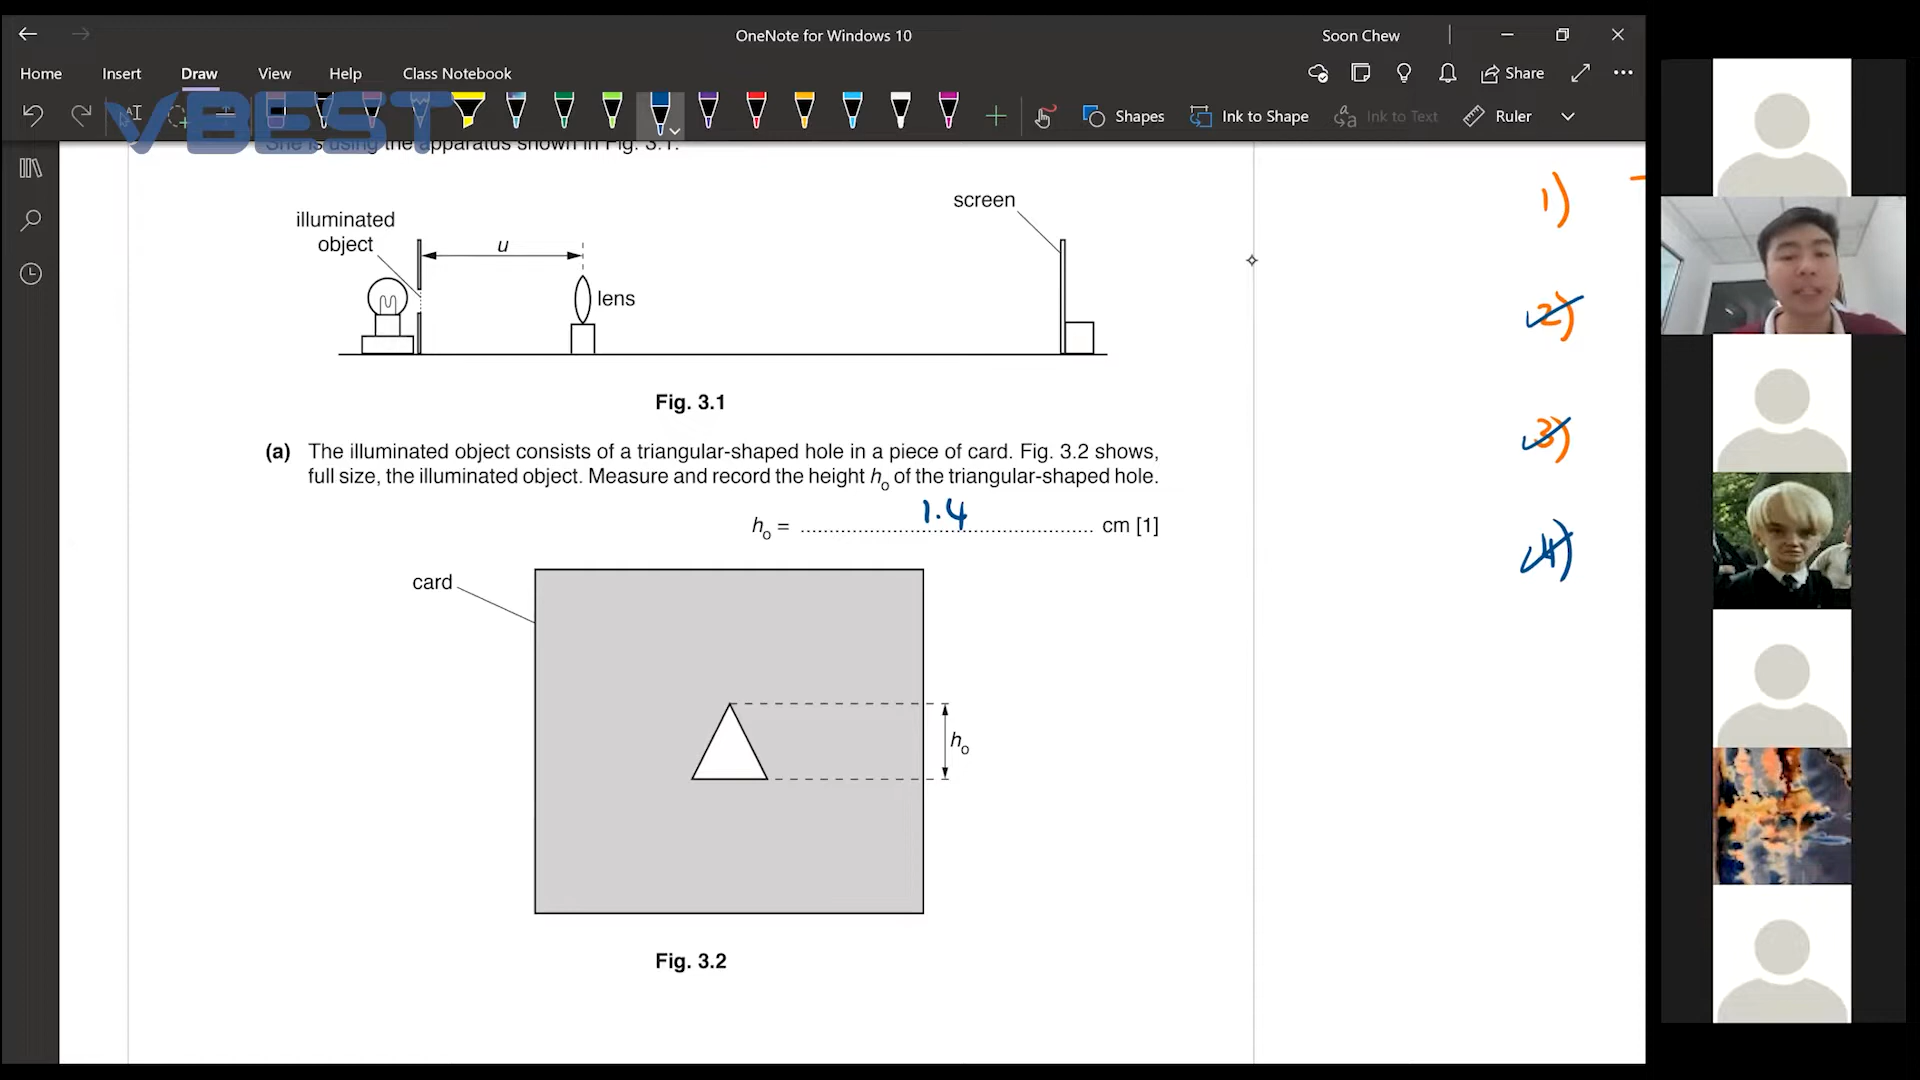 OneNote for Windows 10
Soon Chew
Home Insert Draw View Help Class Notebook
Share
VBEST
Shapes Ink to Shape Ink to Text Ruler
She is using the apparatus shown in Fig. 3.1.
screen
illuminated
object
u
lens
Fig. 3.1
(a) The illuminated object consists of a triangular-shaped hole in a piece of card. Fig. 3.2 shows,
full size, the illuminated object. Measure and record the height ho of the triangular-shaped hole.
1.4
ho = ........................................................ cm [1]
card
ho
Fig. 3.2
1)
2)
3)
4)